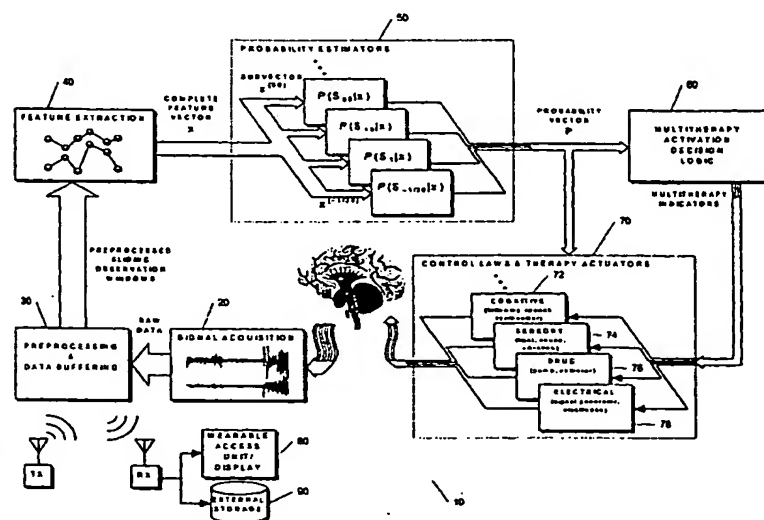 50
PROBABILITY ESTIMATORS
40
FEATURE EXTRACTION
COMPLETE
FEATURE
VECTOR
X
SUBVECTOR
PROBABILITY
VECTOR
P
60
MULTITHERAPY
ACTIVATION
DECISION
LOGIC
MULTITHERAPY
INDICATORS
PREPROCESSED
SLIDING
OBSERVATION
WINDOWS
70
CONTROL LAWS & THERAPY ACTUATORS
72
COGNITIVE
SENSORY
74
DRUG
76
ELECTRICAL
78
30
PREPROCESSING
&
DATA BUFFERING
RAW
DATA
20
SIGNAL ACQUISITION
TX
RX
WEARABLE
ACCESS
UNIT/
DISPLAY
80
EXTERNAL
STORAGE
90
10